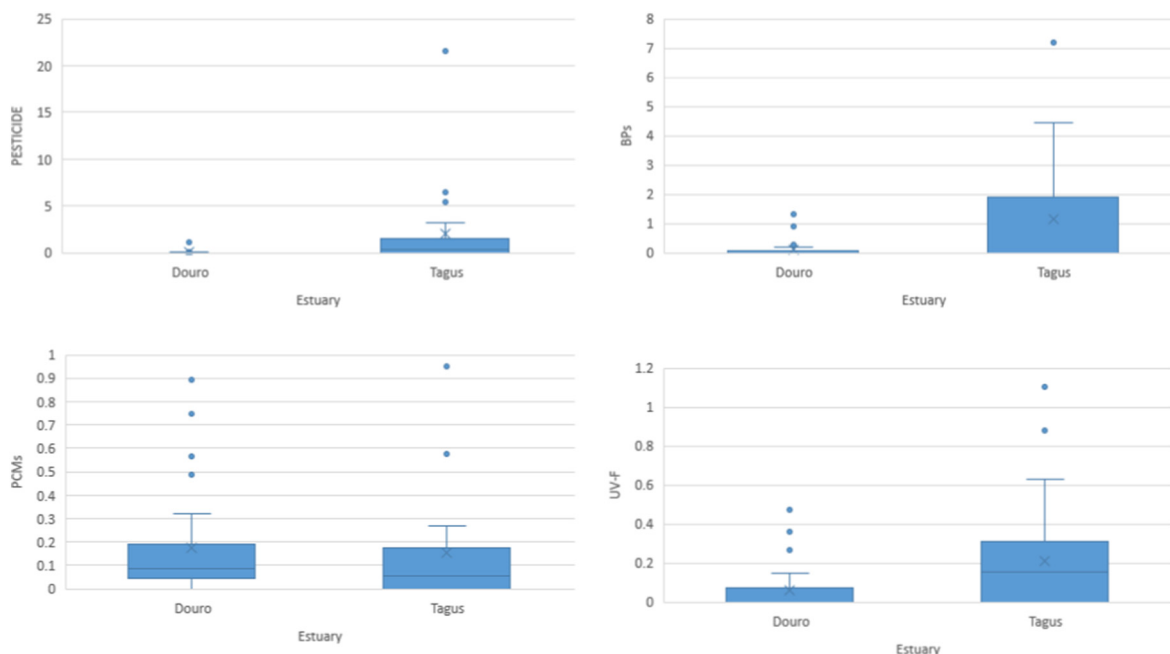 25
20
15
10
5
0
PESTICIDE
Douro
Tagus
Estuary
8
7
6
5
4
3
2
1
0
BPs
Douro
Tagus
Estuary
1
0.9
0.8
0.7
0.6
0.5
0.4
0.3
0.2
0.1
0
PCMs
Douro
Tagus
Estuary
1.2
1
0.8
0.6
0.4
0.2
0
UV-F
Douro
Tagus
Estuary